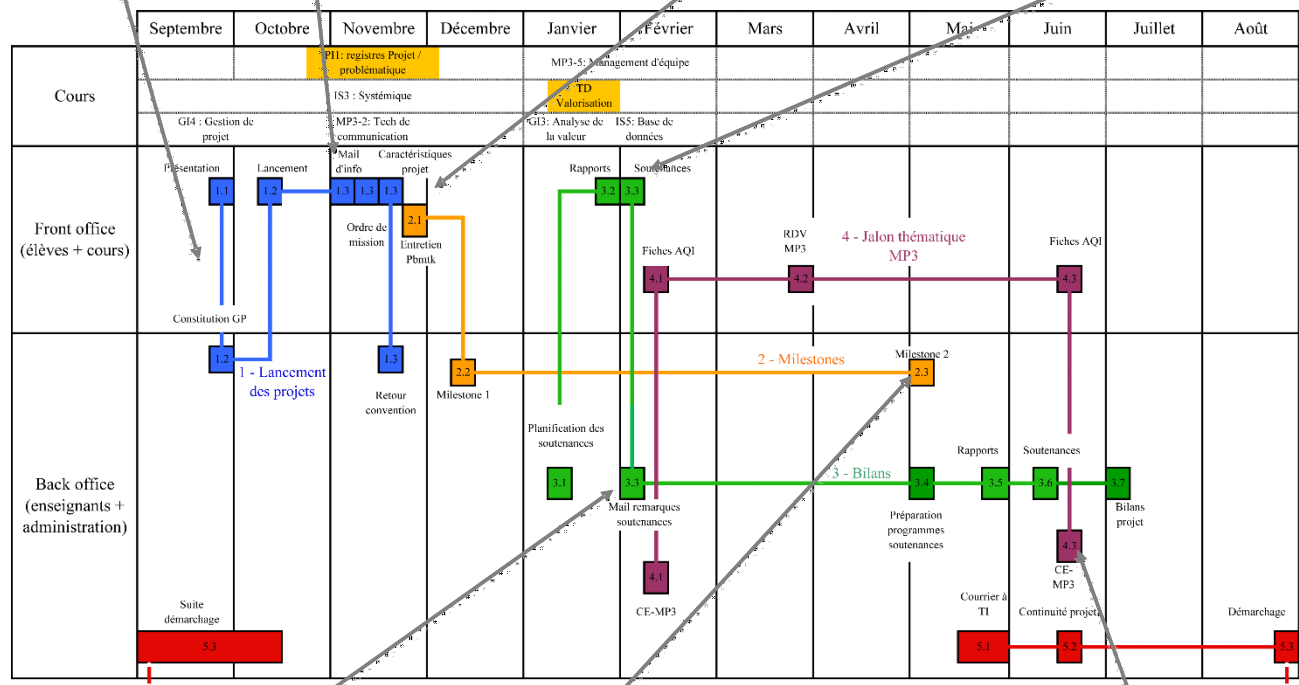 Septembre
Octobre
Novembre
Décembre
Janvier
Février
Mars
Avril
Mai
Juin
Juillet
Août
Cours
PI1: registres Projet /
problématique
MP3-5: Management d'équipe
IS3 : Systémique
TD
Valorisation
GI4 : Gestion de
projet
MP3-2: Tech de
communication
GI3: Analyse de
la valeur
IS5: Base de
données
Front office
(élèves + cours)
Présentation
Lancement
Mail
d'info
Caractéristiques
projet
Rapports
Soutenances
1.1
1.2
1.3
1.3
1.3
3.2
3.3
2.1
Ordre de
mission
Entretien
Pbmtk
Fiches AQI
RDV
MP3
4 - Jalon thématique
MP3
Fiches AQI
4.1
4.2
4.3
Constitution GP
Back office
(enseignants +
administration)
1.2
1 - Lancement
des projets
1.3
Retour
convention
2.2
Milestone 1
2 - Milestones
Milestone 2
2.3
Planification des
soutenances
3.1
3.3
Mail remarques
soutenances
3 - Bilans
3.4
Préparation
programmes
soutenances
Rapports
3.5
Soutenances
3.6
3.7
Bilans
projet
4.1
CE-MP3
4.3
CE-
MP3
Suite
démarchage
5.3
Courrier à
TI
5.1
Continuité projet
5.2
Démarchage
5.3